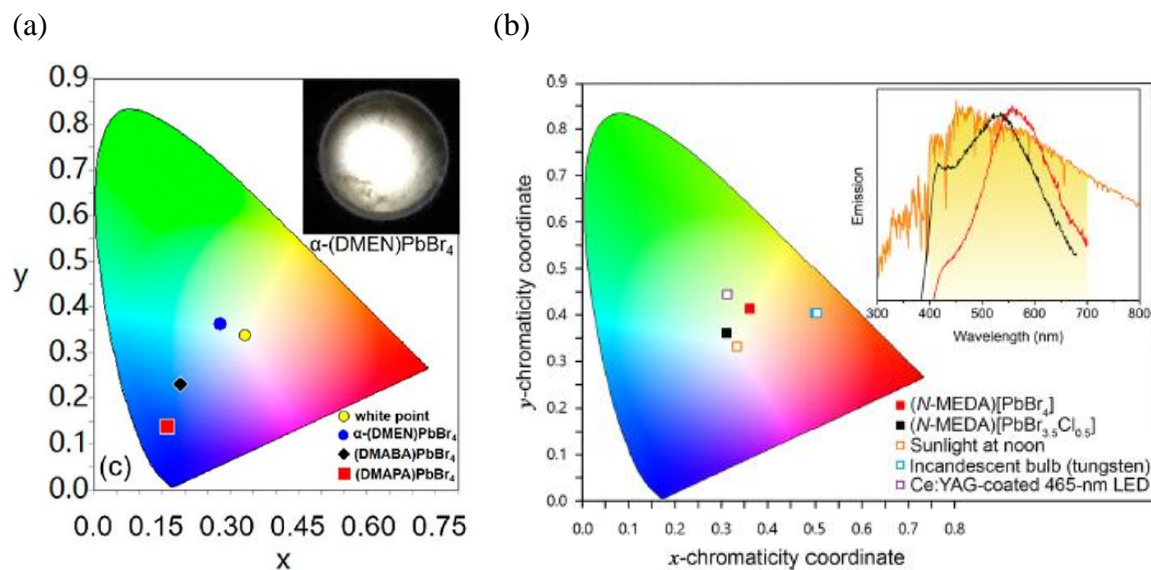 (a)
0.9
0.8
0.7
0.6
0.5
0.4
0.3
0.2
0.1
0.0
y
α-(DMEN)PbBr₄
white point
α-(DMEN)PbBr₄
(DMABA)PbBr₄
(DMAPA)PbBr₄
(c)
0.0 0.15 0.30 0.45 0.60 0.75
x
(b)
0.9
0.8
0.7
0.6
0.5
0.4
0.3
0.2
0.1
0.0
y-chromaticity coordinate
Emission
300 400 500 600 700 800
Wavelength (nm)
(N-MEDA)[PbBr₄]
(N-MEDA)[PbBr₃.₅Cl₀.₅]
Sunlight at noon
Incandescent bulb (tungsten)
Ce:YAG-coated 465-nm LED
0.0 0.1 0.2 0.3 0.4 0.5 0.6 0.7 0.8
x-chromaticity coordinate